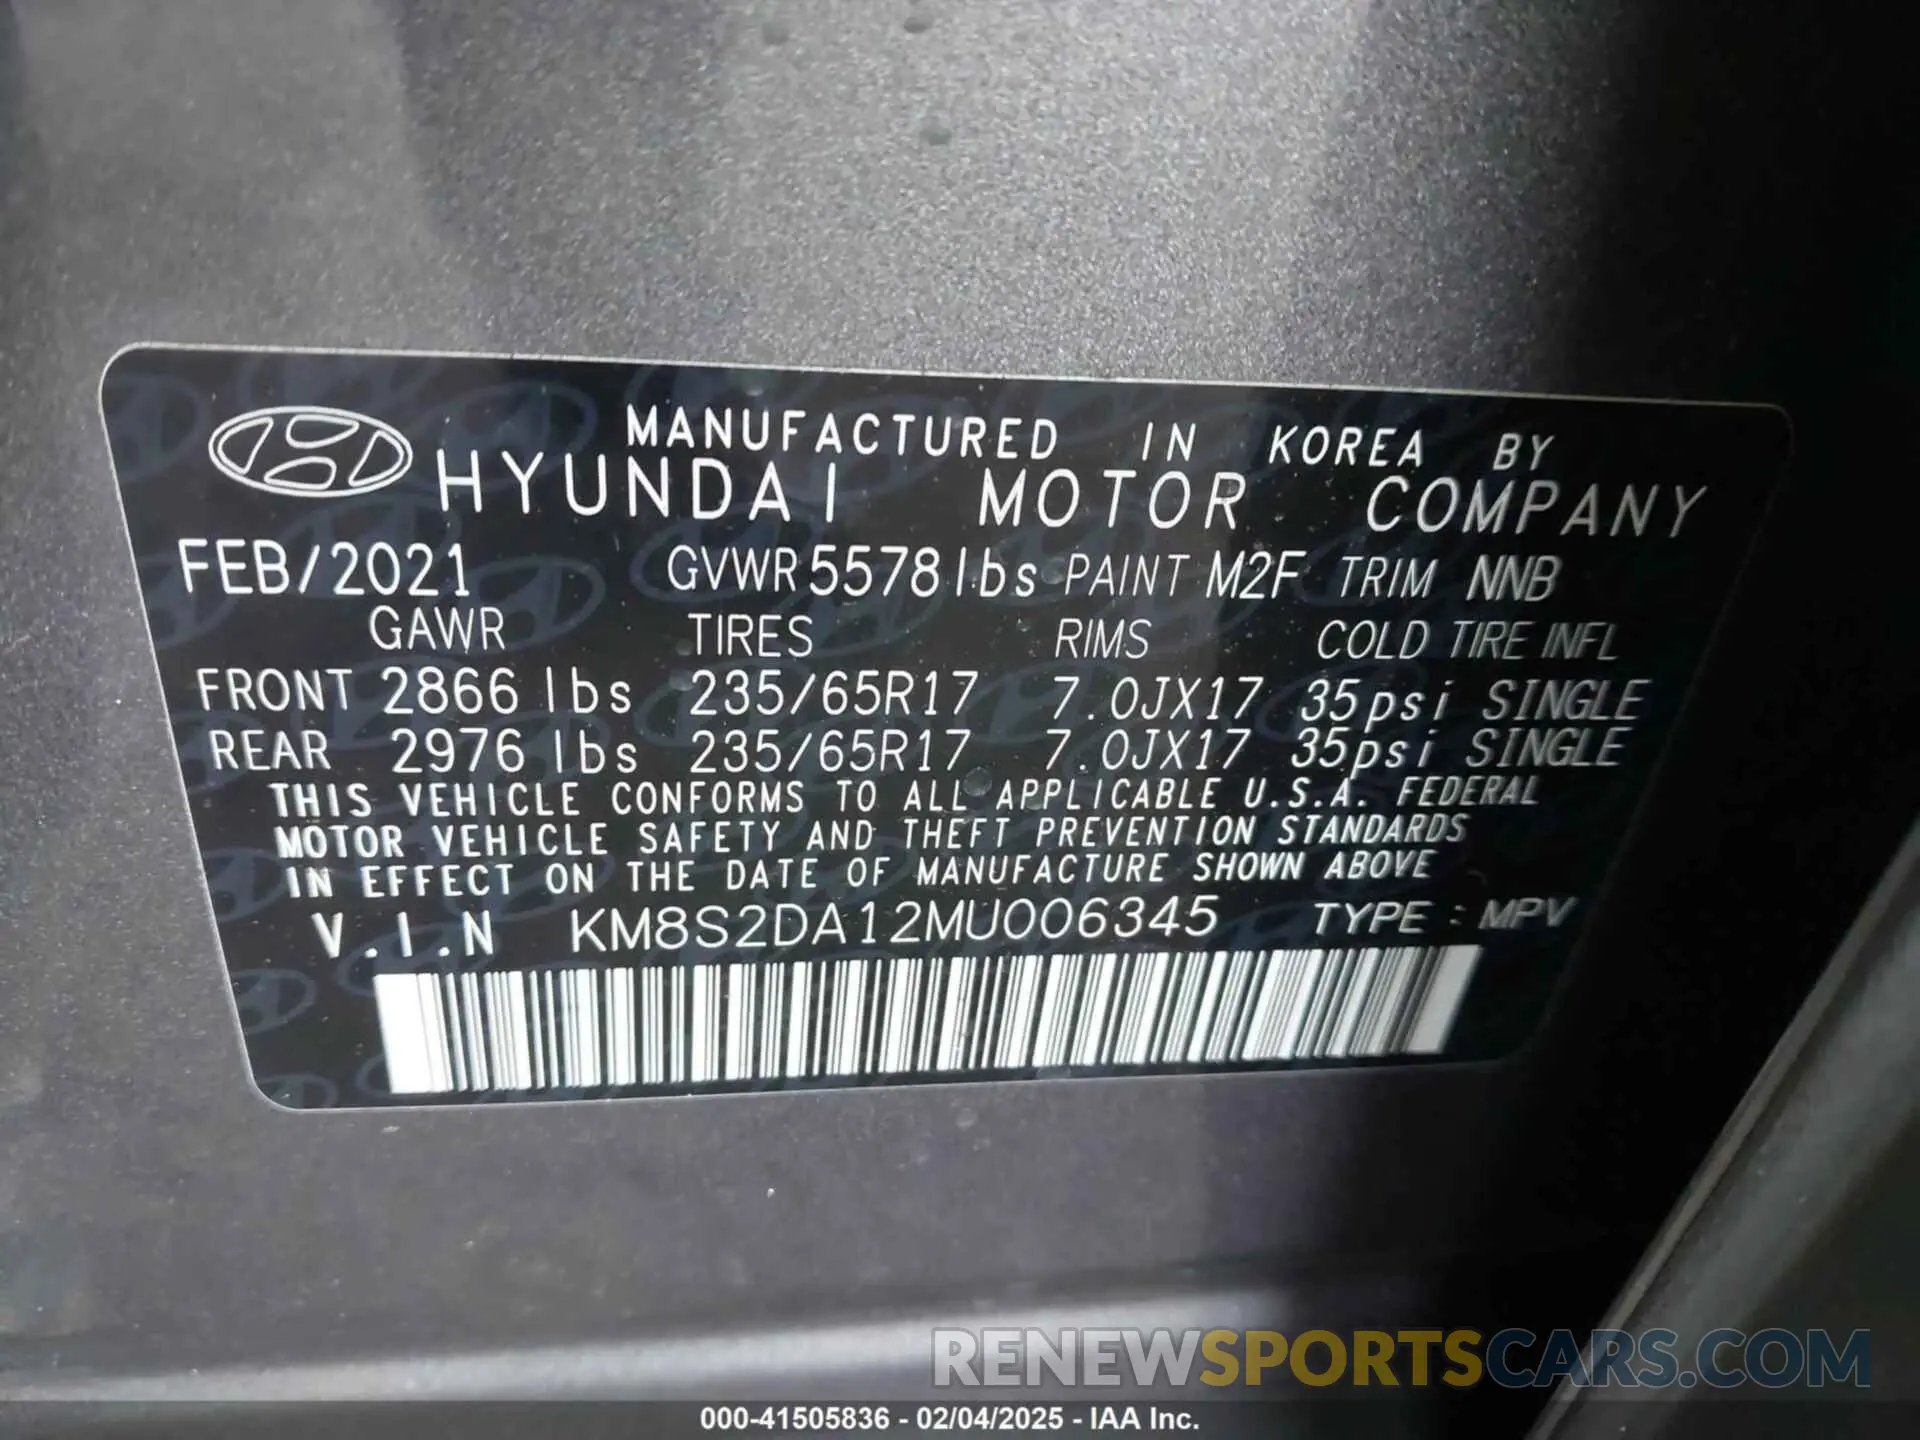 MANUFACTURED IN KOREA BY
HYUNDAI MOTOR COMPANY
FEB/2021 GVWR 5578 lbs PAINT M2F TRIM NNB
GAWR TIRES RIMS COLD TIRE INFL
FRONT 2866 lbs 235/65R17 7.0JX17 35psi SINGLE
REAR 2976 lbs 235/65R17 7.0JX17 35psi SINGLE
THIS VEHICLE CONFORMS TO ALL APPLICABLE U.S.A. FEDERAL
MOTOR VEHICLE SAFETY AND THEFT PREVENTION STANDARDS
IN EFFECT ON THE DATE OF MANUFACTURE SHOWN ABOVE
V.I.N KM8S2DA12MU006345 TYPE : MPV
RENEWSPORTSCARS.COM
000-41505836 - 02/04/2025 - IAA Inc.